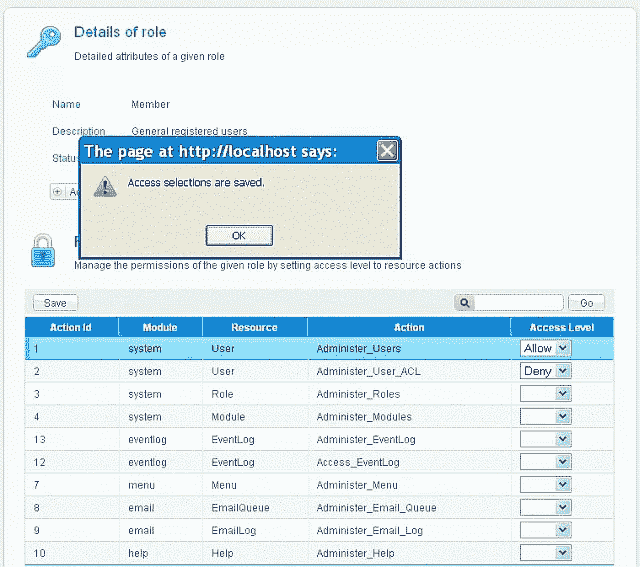 Details of role
Detailed attributes of a given role
Name Member
Description General registered users
Status
The page at http://localhost says:
Access selections are saved.
OK
Manage the permissions of the given role by setting access level to resource actions
Save Go
Action Id Module Resource Action Access Level
1 system User Administer_Users Allow
2 system User Administer_User_ACL Deny
3 system Role Administer_Roles
4 system Module Administer_Modules
13 eventlog EventLog Administer_EventLog
12 eventlog EventLog Access_EventLog
7 menu Menu Administer_Menu
8 email EmailQueue Administer_Email_Queue
9 email EmailLog Administer_Email_Log
10 help Help Administer_Help